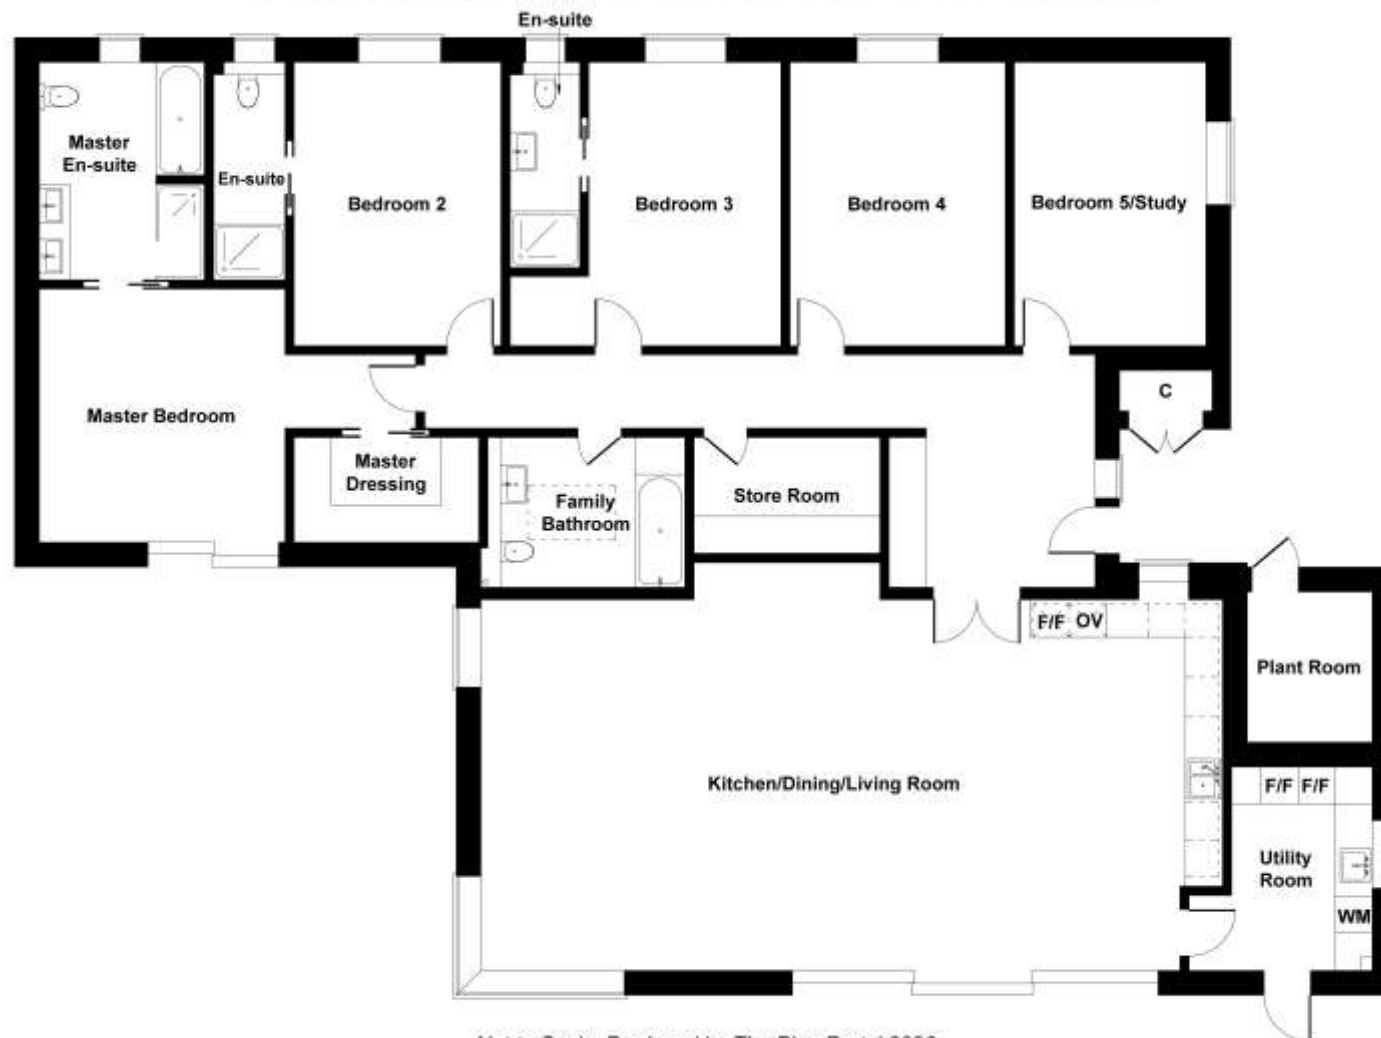 En-suite
Master
En-suite
En-suite
Bedroom 2
Bedroom 3
Bedroom 4
Bedroom 5/Study
Master Bedroom
C
Master
Dressing
Family
Bathroom
Store Room
F/F OV
Plant Room
Kitchen/Dining/Living Room
F/F F/F
Utility
Room
WM